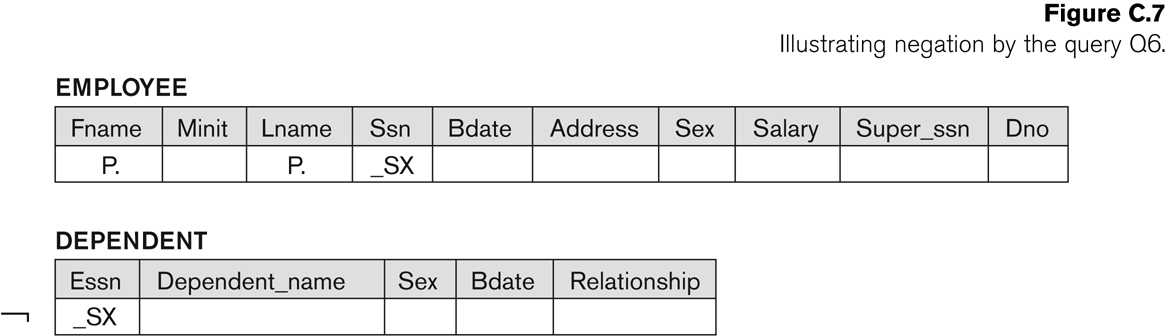 Figure C.7
Illustrating negation by the query Q6.
EMPLOYEE
Fname Minit Lname Ssn Bdate Address Sex Salary Super_ssn Dno
P. P. _SX
DEPENDENT
Essn Dependent_name Sex Bdate Relationship
¬ _SX